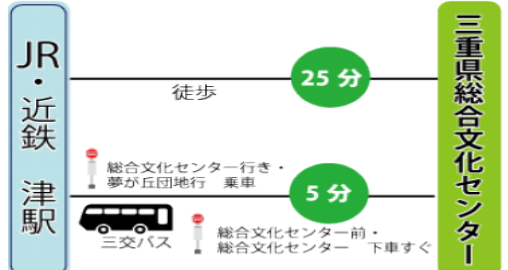 JR・近鉄 津駅
徒歩
25 分
三重県総合文化センター
総合文化センター行き・
夢が丘団地行 乗車
5 分
三交バス
総合文化センター前・
総合文化センター 下車すぐ